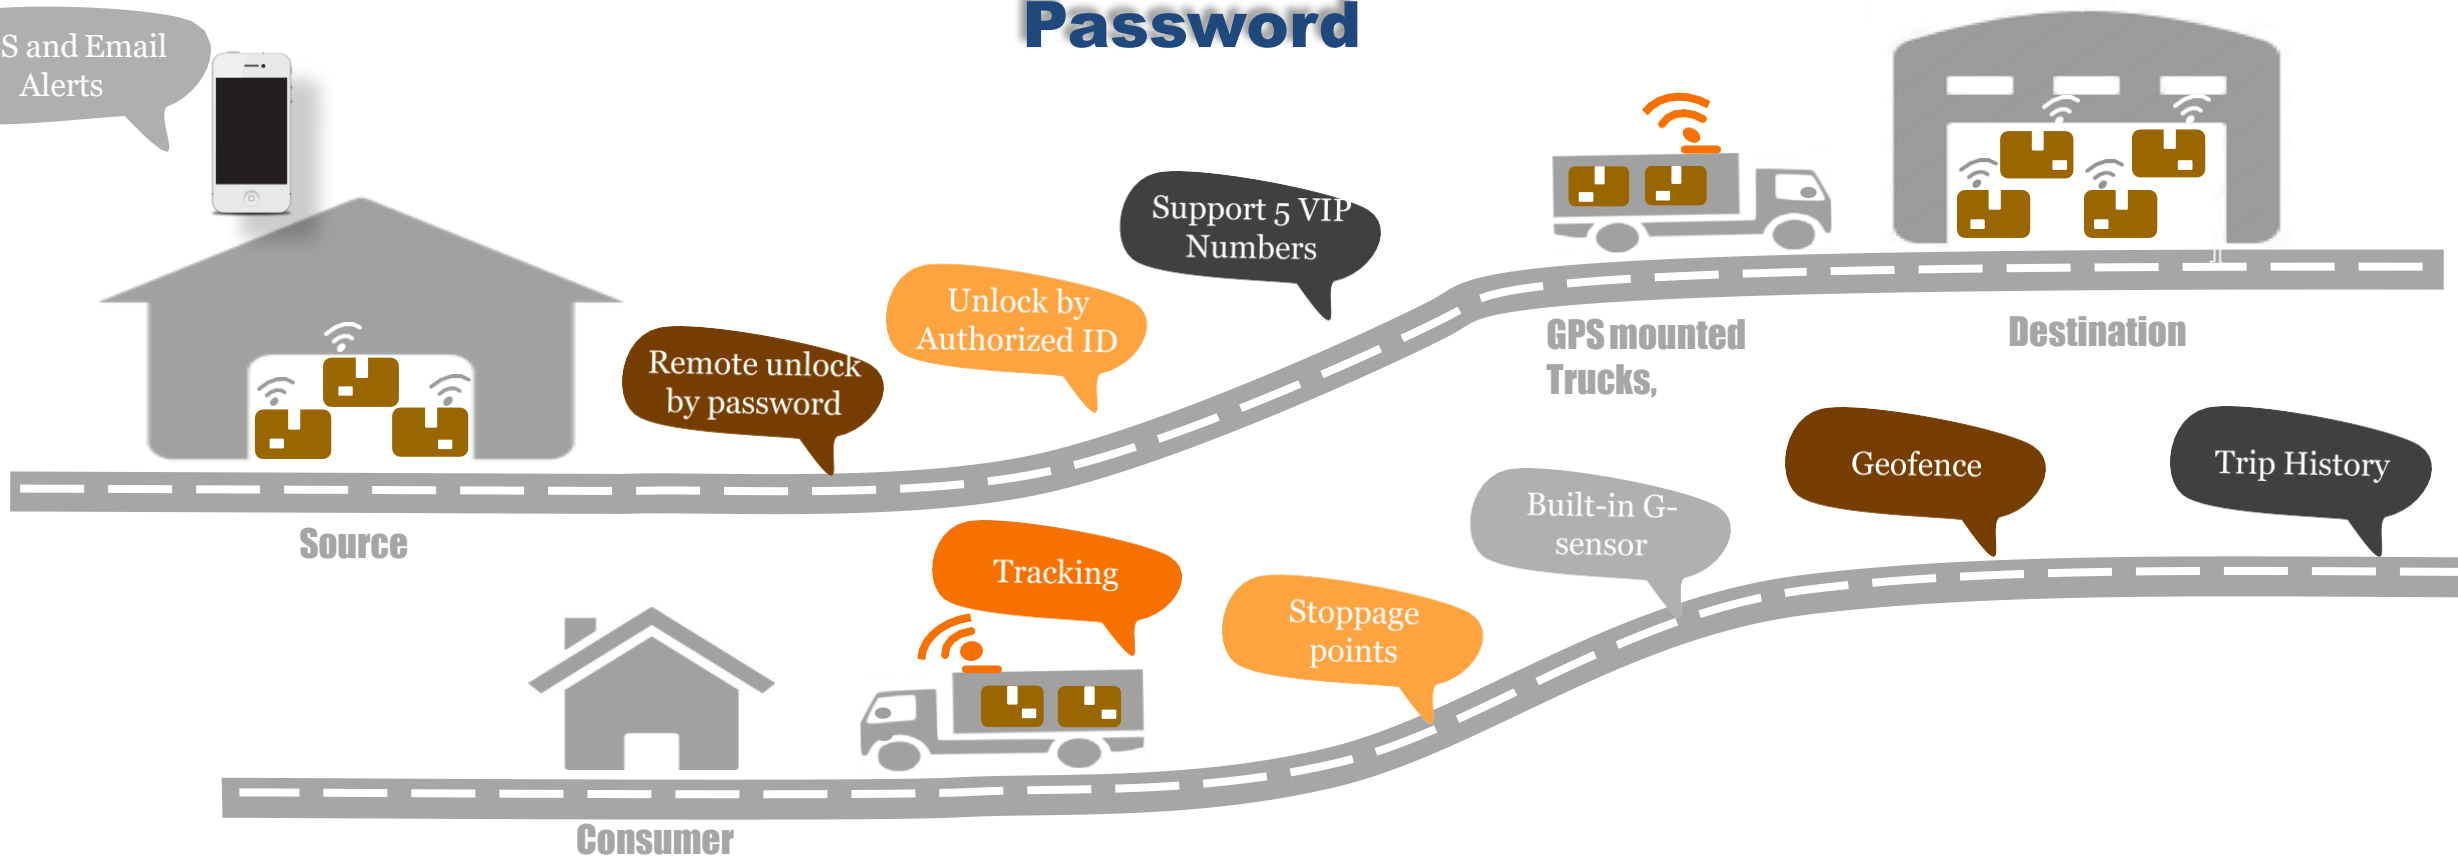 Password
S and Email
Alerts
Support 5 VIP
Numbers
Unlock by
Authorized ID
Remote unlock
by password
GPS mounted
Trucks,
Destination
Source
Geofence
Trip History
Built-in G-
sensor
Tracking
Stoppage
points
Consumer